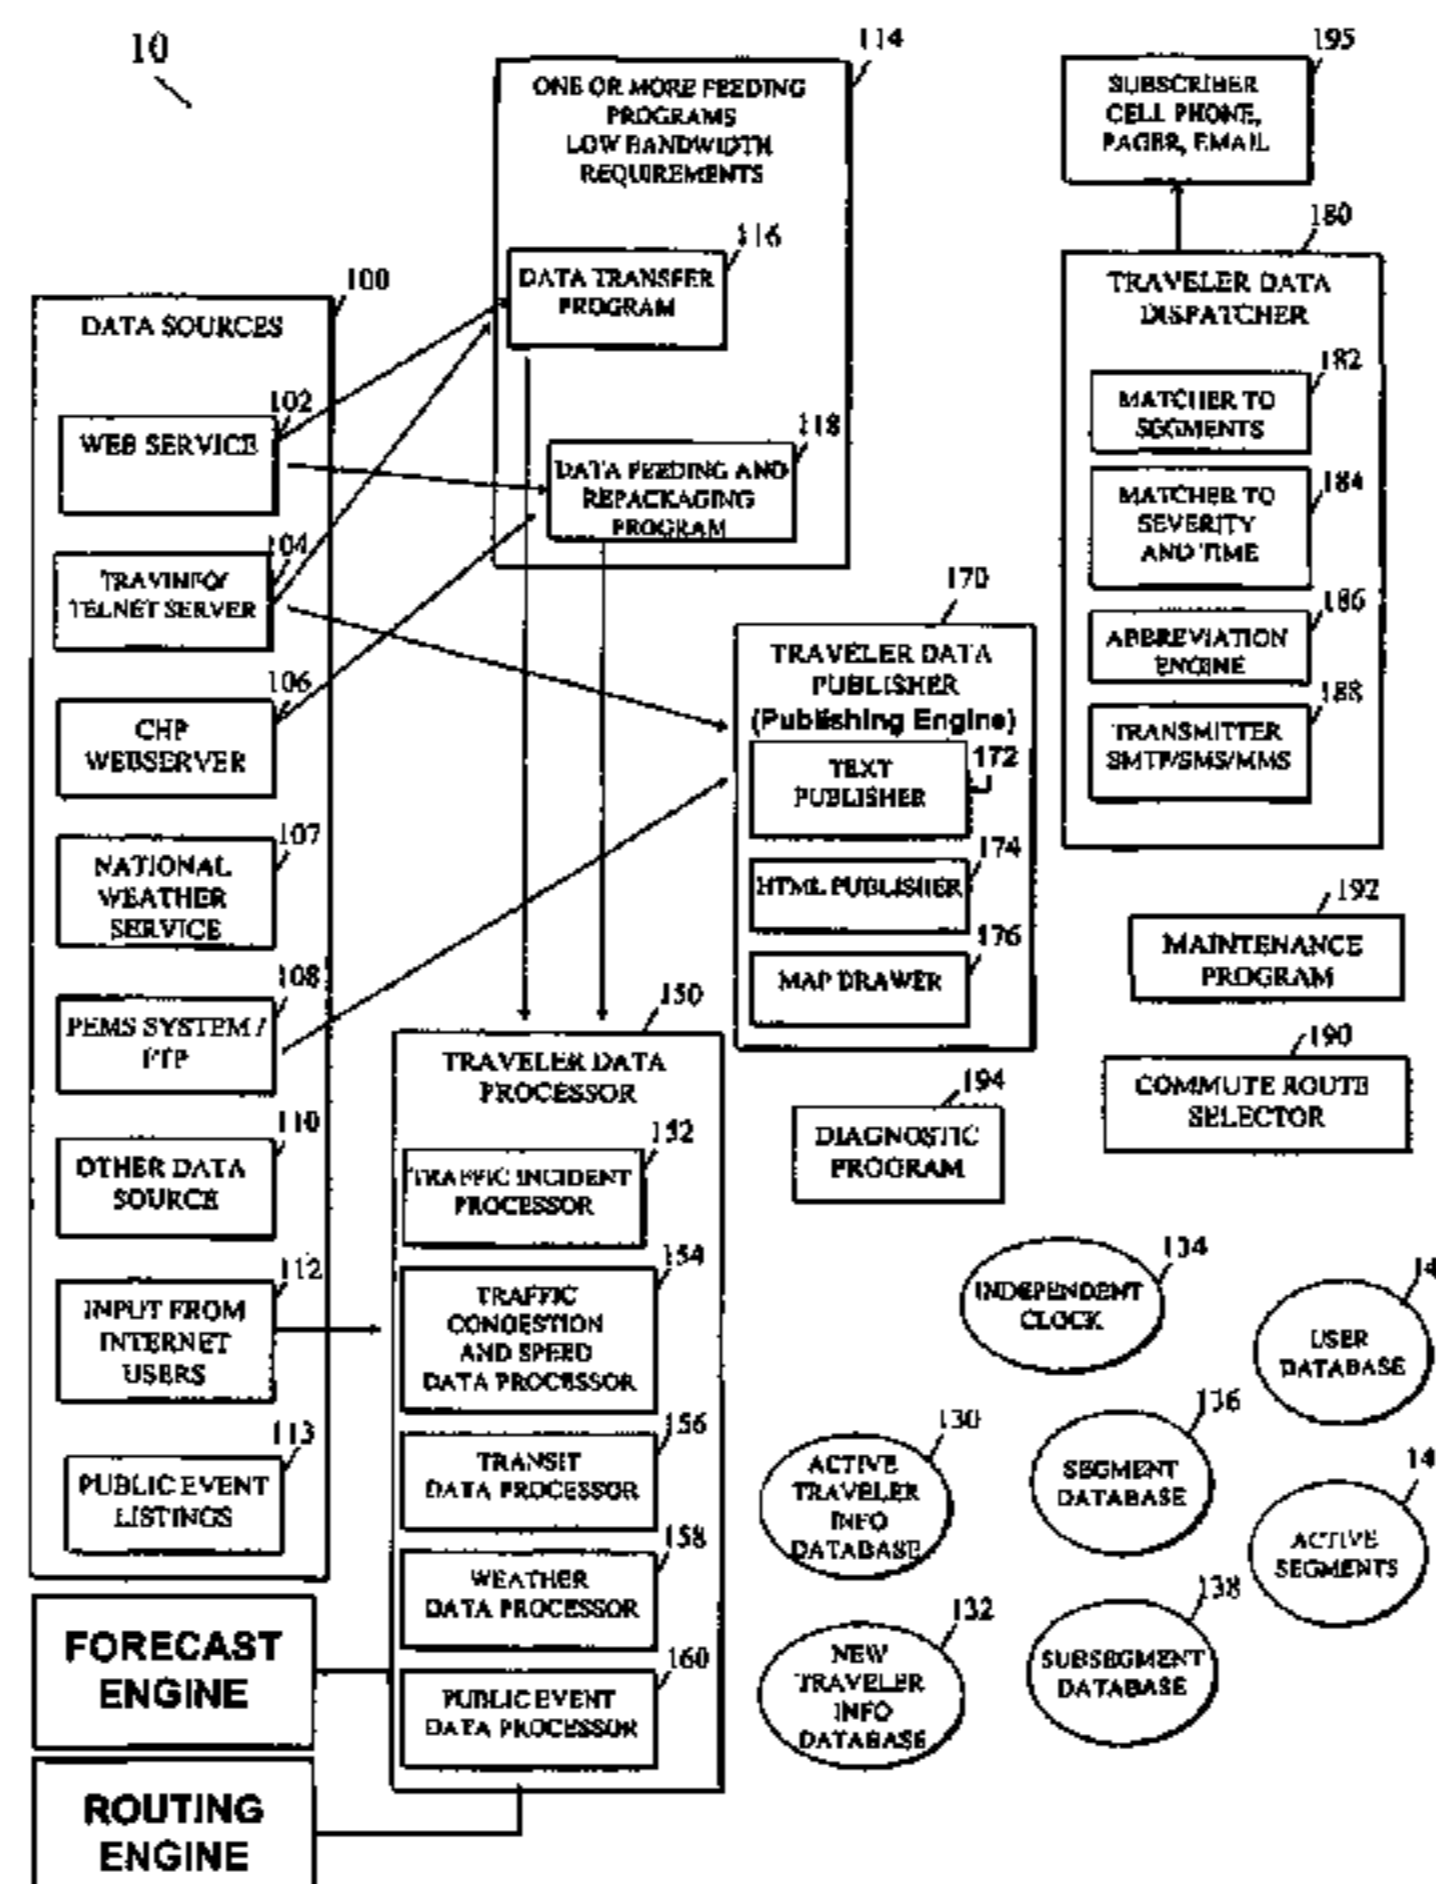 10
114
ONE OR MORE FEEDING
PROGRAMS
LOW BANDWIDTH
REQUIREMENTS
116
DATA TRANSFER
PROGRAM
118
DATA FEEDING AND
REPACKAGING
PROGRAM
195
SUBSCRIBER
CELL PHONE,
PAGER, EMAIL
180
TRAVELER DATA
DISPATCHER
182
MATCHER TO
SEGMENTS
184
MATCHER TO
SEVERITY
AND TIME
186
ABBREVIATION
ENGINE
188
TRANSMITTER
SMTP/SMS/MMS
100
DATA SOURCES
102
WEB SERVICE
104
TRAVINFO/
TELNET SERVER
106
CHP
WEBSERVER
107
NATIONAL
WEATHER
SERVICE
108
PEMS SYSTEM /
FTP
110
OTHER DATA
SOURCE
112
INPUT FROM
INTERNET
USERS
113
PUBLIC EVENT
LISTINGS
170
TRAVELER DATA
PUBLISHER
(Publishing Engine)
172
TEXT
PUBLISHER
174
HTML PUBLISHER
176
MAP DRAWER
192
MAINTENANCE
PROGRAM
190
COMMUTE ROUTE
SELECTOR
194
DIAGNOSTIC
PROGRAM
150
TRAVELER DATA
PROCESSOR
152
TRAFFIC INCIDENT
PROCESSOR
154
TRAFFIC
CONGESTION
AND SPEED
DATA PROCESSOR
156
TRANSIT
DATA PROCESSOR
158
WEATHER
DATA PROCESSOR
160
PUBLIC EVENT
DATA PROCESSOR
134
INDEPENDENT
CLOCK
14
USER
DATABASE
130
ACTIVE
TRAVELER
INFO
DATABASE
136
SEGMENT
DATABASE
14
ACTIVE
SEGMENTS
132
NEW
TRAVELER
INFO
DATABASE
138
SUBSEGMENT
DATABASE
FORECAST
ENGINE
ROUTING
ENGINE